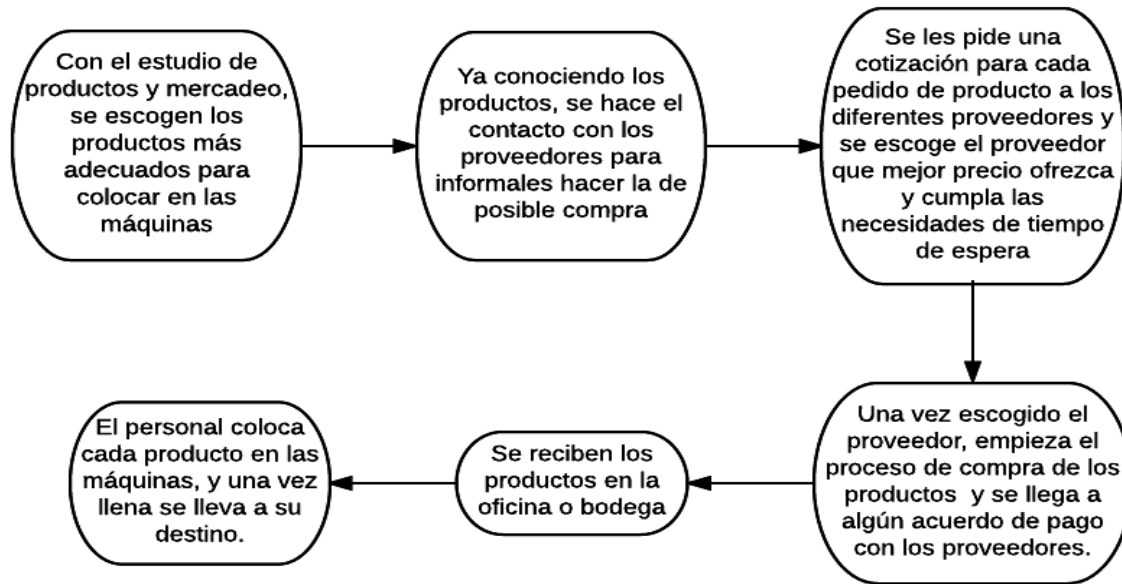 Con el estudio de
productos y mercadeo,
se escogen los
productos más
adecuados para
colocar en las
máquinas
Ya conociendo los
productos, se hace el
contacto con los
proveedores para
informales hacer la de
posible compra
Se les pide una
cotización para cada
pedido de producto a los
diferentes proveedores y
se escoge el proveedor
que mejor precio ofrezca
y cumpla las
necesidades de tiempo
de espera
Una vez escogido el
proveedor, empieza el
proceso de compra de los
productos y se llega a
algún acuerdo de pago
con los proveedores.
Se reciben los
productos en la
oficina o bodega
El personal coloca
cada producto en las
máquinas, y una vez
llena se lleva a su
destino.